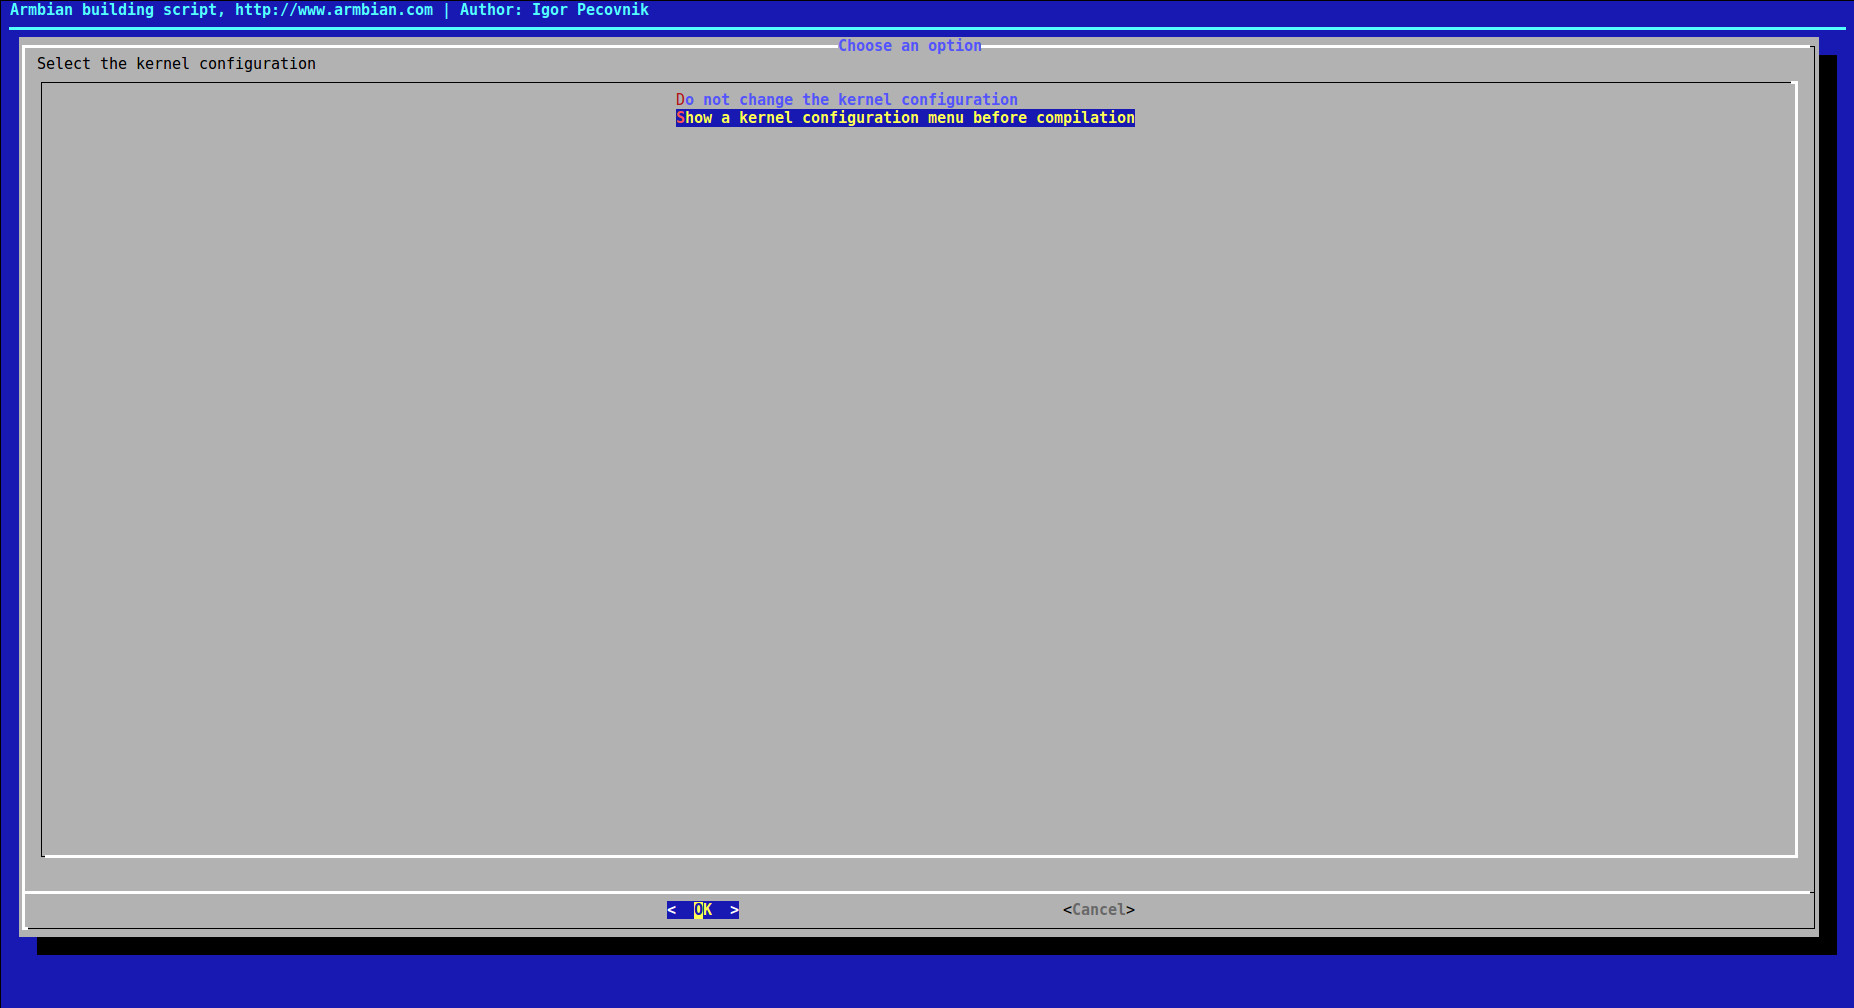 Armbian building script, http://www.armbian.com | Author: Igor Pecovnik
Choose an option
Select the kernel configuration
Do not change the kernel configuration
Show a kernel configuration menu before compilation
<  OK  >
<Cancel>